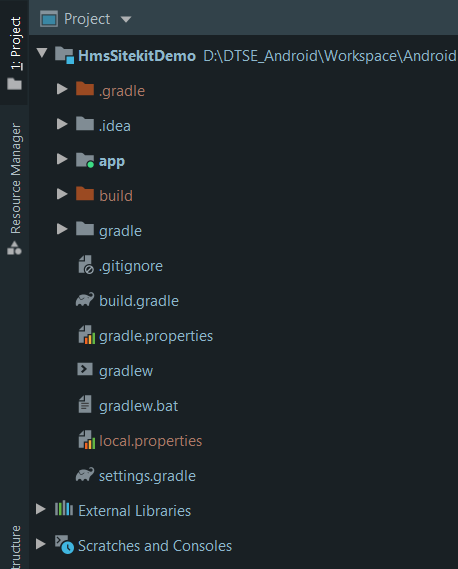 Project
1: Project
HmsSitekitDemo D:\DTSE_Android\Workspace\Android
.gradle
.idea
app
build
gradle
.gitignore
build.gradle
gradle.properties
gradlew
gradlew.bat
local.properties
settings.gradle
External Libraries
Scratches and Consoles
Resource Manager
tructure